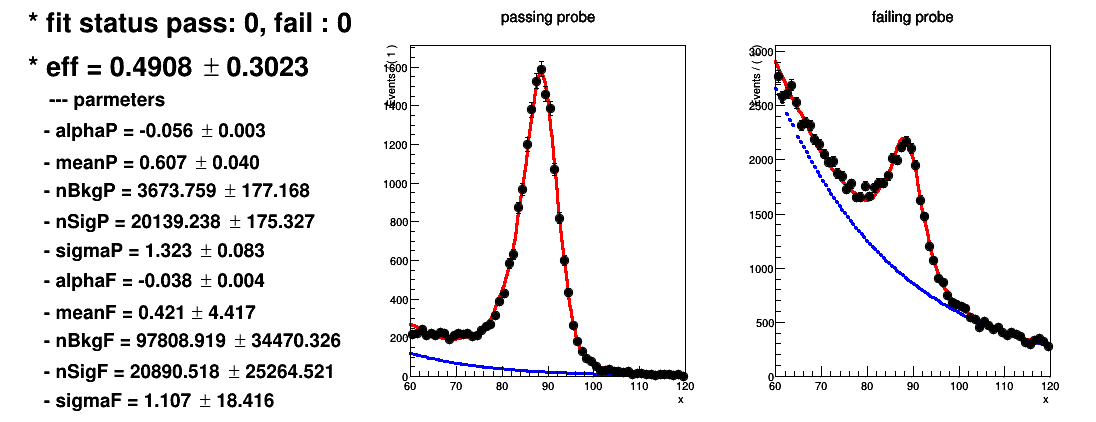 * fit status pass: 0, fail : 0
* eff = 0.4908 ± 0.3023
--- parmeters
- alphaP = -0.056 ± 0.003
- meanP = 0.607 ± 0.040
- nBkgP = 3673.759 ± 177.168
- nSigP = 20139.238 ± 175.327
- sigmaP = 1.323 ± 0.083
- alphaF = -0.038 ± 0.004
- meanF = 0.421 ± 4.417
- nBkgF = 97808.919 ± 34470.326
- nSigF = 20890.518 ± 25264.521
- sigmaF = 1.107 ± 18.416
passing probe
1600
1400
1200
1000
800
600
400
200
0
60 70 80 90 100 110 120
x
failing probe
3000
Events / (
2500
2000
1500
1000
500
0
60 70 80 90 100 110 120
x